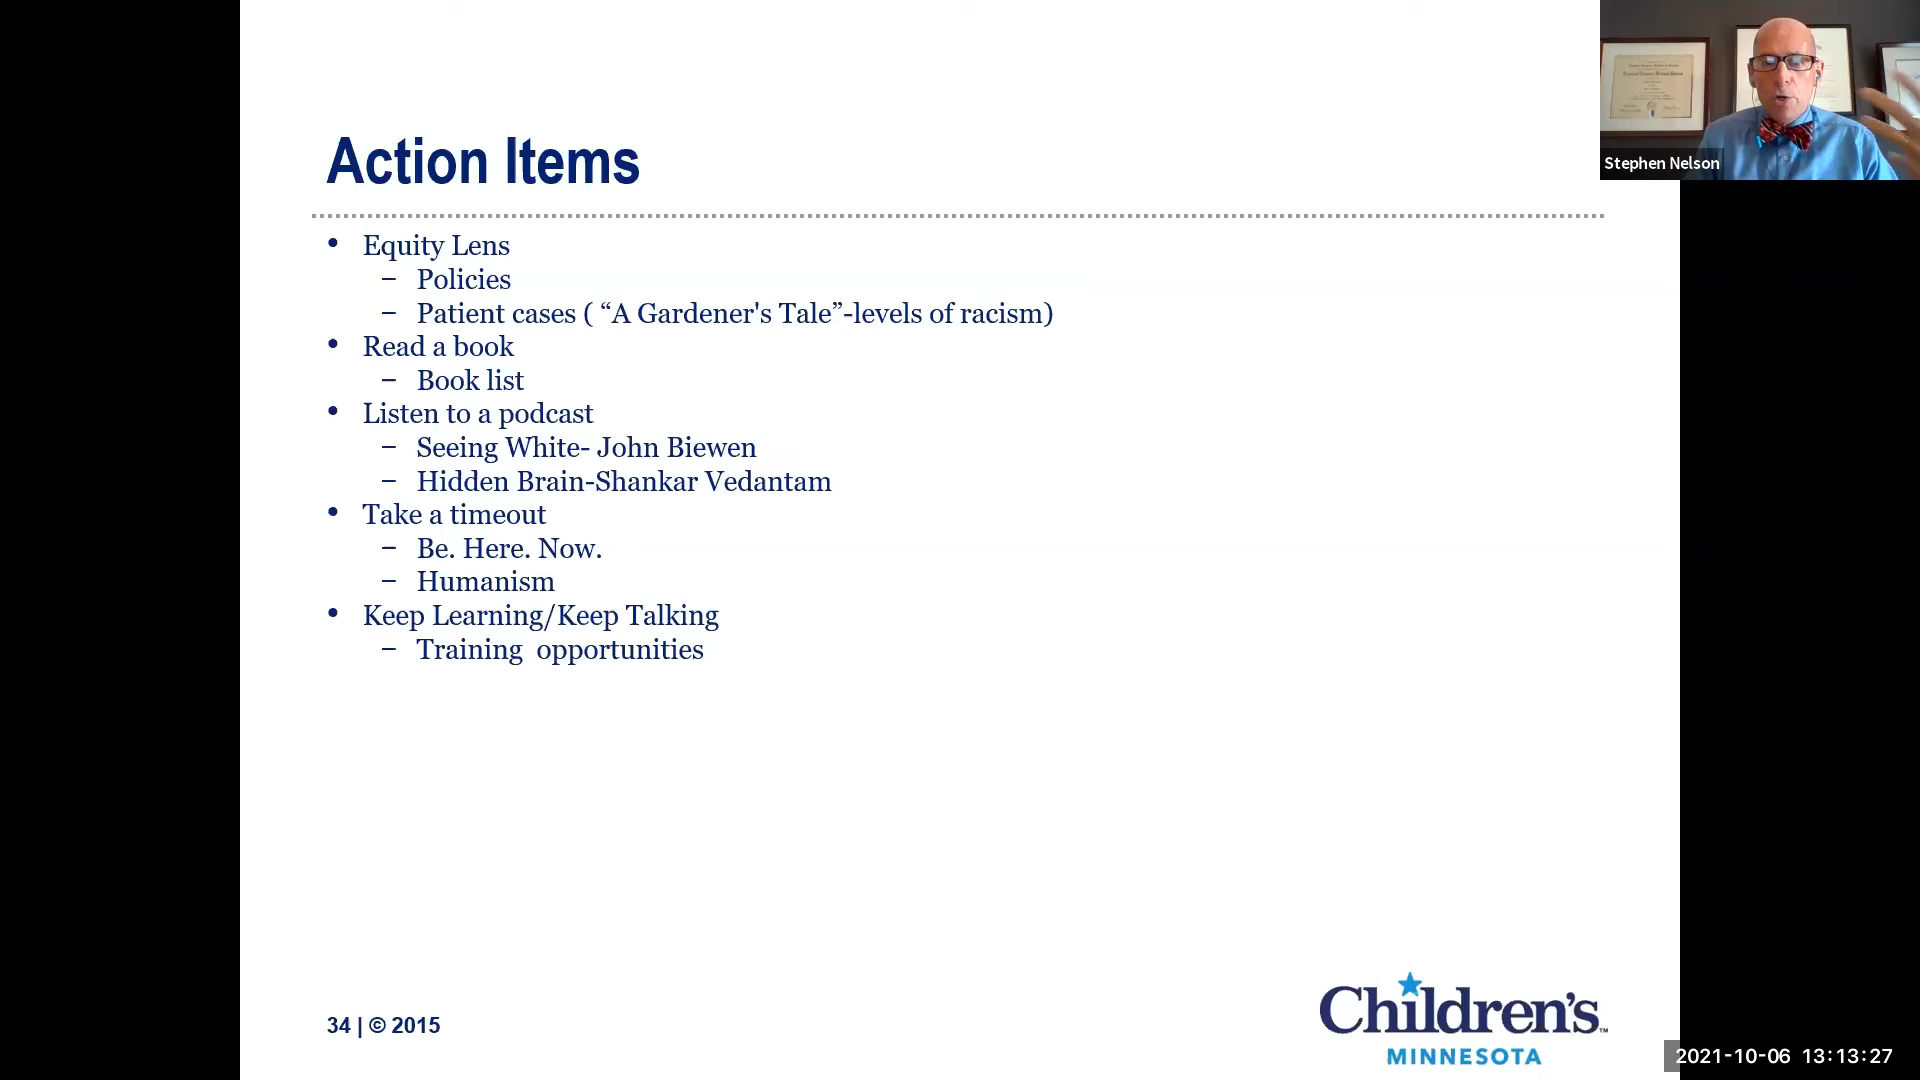 Action Items
• Equity Lens
– Policies
– Patient cases ( “A Gardener's Tale”-levels of racism)
• Read a book
– Book list
• Listen to a podcast
– Seeing White- John Biewen
– Hidden Brain-Shankar Vedantam
• Take a timeout
– Be. Here. Now.
– Humanism
• Keep Learning/Keep Talking
– Training  opportunities
34 | © 2015
Children's™
MINNESOTA
Stephen Nelson
2021-10-06 13:13:27